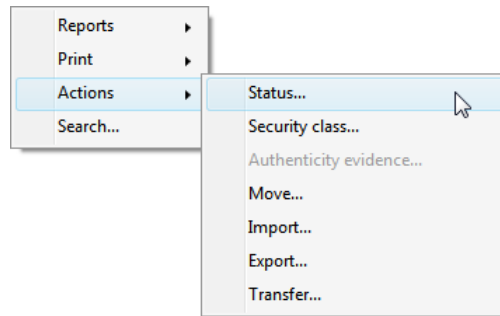 Reports
Print
Actions
Search...
Status...
Security class...
Authenticity evidence...
Move...
Import...
Export...
Transfer...